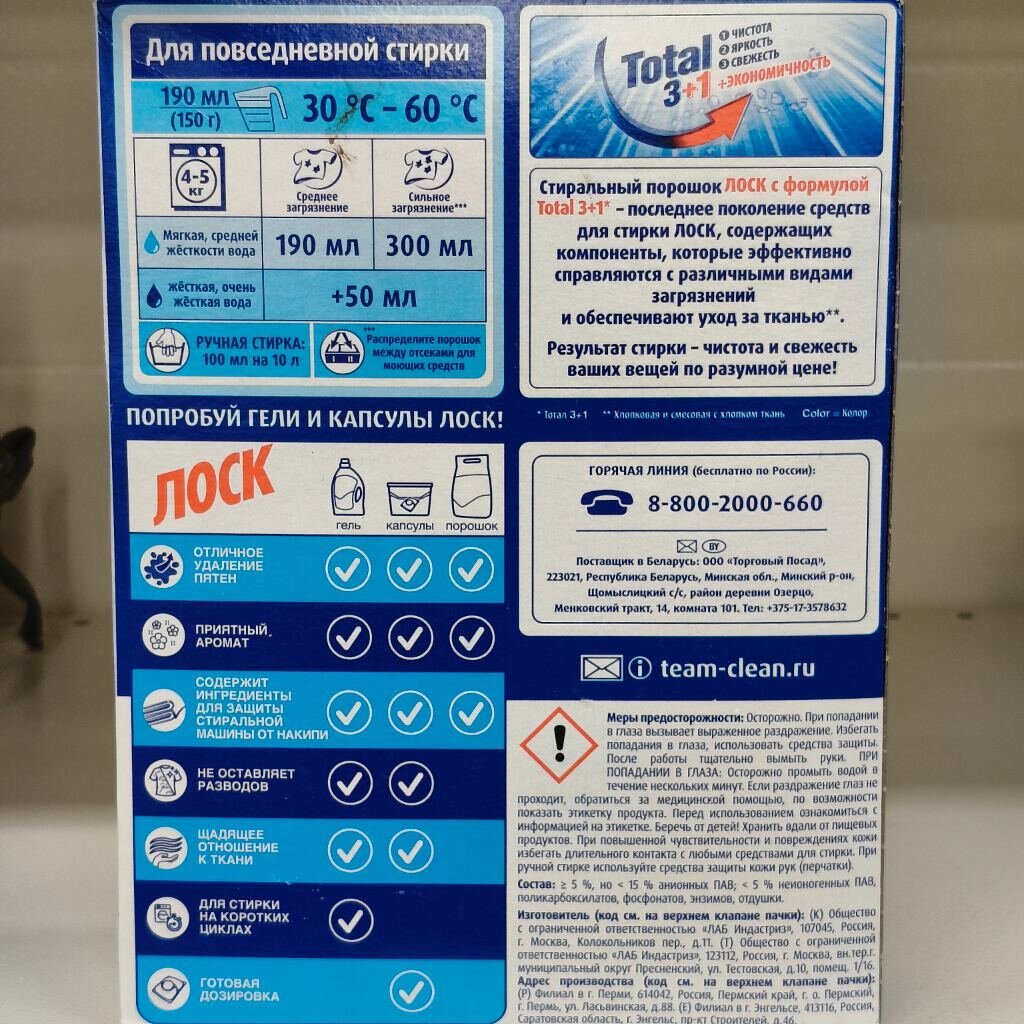 Для повседневной стирки
190 мл
(150 г)
30 °C – 60 °C
4-5
кг
Среднее
загрязнение
Сильное
загрязнение***
Мягкая, средней
жёсткости вода
190 мл
300 мл
жёсткая, очень
жёсткая вода
+50 мл
РУЧНАЯ СТИРКА:
100 мл на 10 л
***
Распределите порошок
между отсеками для
моющих средств
Total
3+1
1 ЧИСТОТА
2 ЯРКОСТЬ
3 СВЕЖЕСТЬ
+ЭКОНОМИЧНОСТЬ
Стиральный порошок ЛОСК с формулой
Total 3+1* – последнее поколение средств
для стирки ЛОСК, содержащих
компоненты, которые эффективно
справляются с различными видами
загрязнений
и обеспечивают уход за тканью**.
Результат стирки – чистота и свежесть
ваших вещей по разумной цене!
* Тотал 3+1 ** Хлопковая и смесовая с хлопком ткань Color = Колор
ПОПРОБУЙ ГЕЛИ И КАПСУЛЫ ЛОСК!
ЛОСК
гель
капсулы
порошок
ОТЛИЧНОЕ
УДАЛЕНИЕ
ПЯТЕН
ПРИЯТНЫЙ
АРОМАТ
СОДЕРЖИТ
ИНГРЕДИЕНТЫ
ДЛЯ ЗАЩИТЫ
СТИРАЛЬНОЙ
МАШИНЫ ОТ НАКИПИ
НЕ ОСТАВЛЯЕТ
РАЗВОДОВ
ЩАДЯЩЕЕ
ОТНОШЕНИЕ
К ТКАНИ
ДЛЯ СТИРКИ
НА КОРОТКИХ
ЦИКЛАХ
ГОТОВАЯ
ДОЗИРОВКА
ГОРЯЧАЯ ЛИНИЯ (бесплатно по России):
8-800-2000-660
BY
Поставщик в Беларусь: ООО «Торговый Посад»,
223021, Республика Беларусь, Минская обл., Минский р-он,
Щомыслицкий с/с, район деревни Озерцо,
Менковский тракт, 14, комната 101. Тел: +375-17-3578632
i team-clean.ru
Меры предосторожности: Осторожно. При попадании
в глаза вызывает выраженное раздражение. Избегать
попадания в глаза, использовать средства защиты.
После работы тщательно вымыть руки. ПРИ
ПОПАДАНИИ В ГЛАЗА: Осторожно промыть водой в
течение нескольких минут. Если раздражение глаз не
проходит, обратиться за медицинской помощью, по возможности
показать этикетку продукта. Перед использованием ознакомиться с
информацией на этикетке. Беречь от детей! Хранить вдали от пищевых
продуктов. При повышенной чувствительности и повреждениях кожи
избегать длительного контакта с любыми средствами для стирки. При
ручной стирке используйте средства защиты кожи рук (перчатки).
Состав: ≥ 5 %, но < 15 % анионных ПАВ; < 5 % неионогенных ПАВ,
поликарбоксилатов, фосфонатов, энзимов, отдушки.
Изготовитель (код см. на верхнем клапане пачки): (К) Общество
с ограниченной ответственностью «ЛАБ Индастриз», 107045, Россия,
г. Москва, Колокольников пер., д.11. (Т) Общество с ограниченной
ответственностью «ЛАБ Индастриз», 123112, Россия, г. Москва, вн.тер.г.
муниципальный округ Пресненский, ул. Тестовская, д.10, помещ. 1/16.
Адрес производства (код см. на верхнем клапане пачки):
(Р) Филиал в г. Перми, 614042, Россия, Пермский край, г. о. Пермский,
г. Пермь, ул. Ласьвинская, д.88. (Е) Филиал в г. Энгельсе, 413116, Россия,
Саратовская область, г. Энгельс, пр-кт Строителей, д.46.